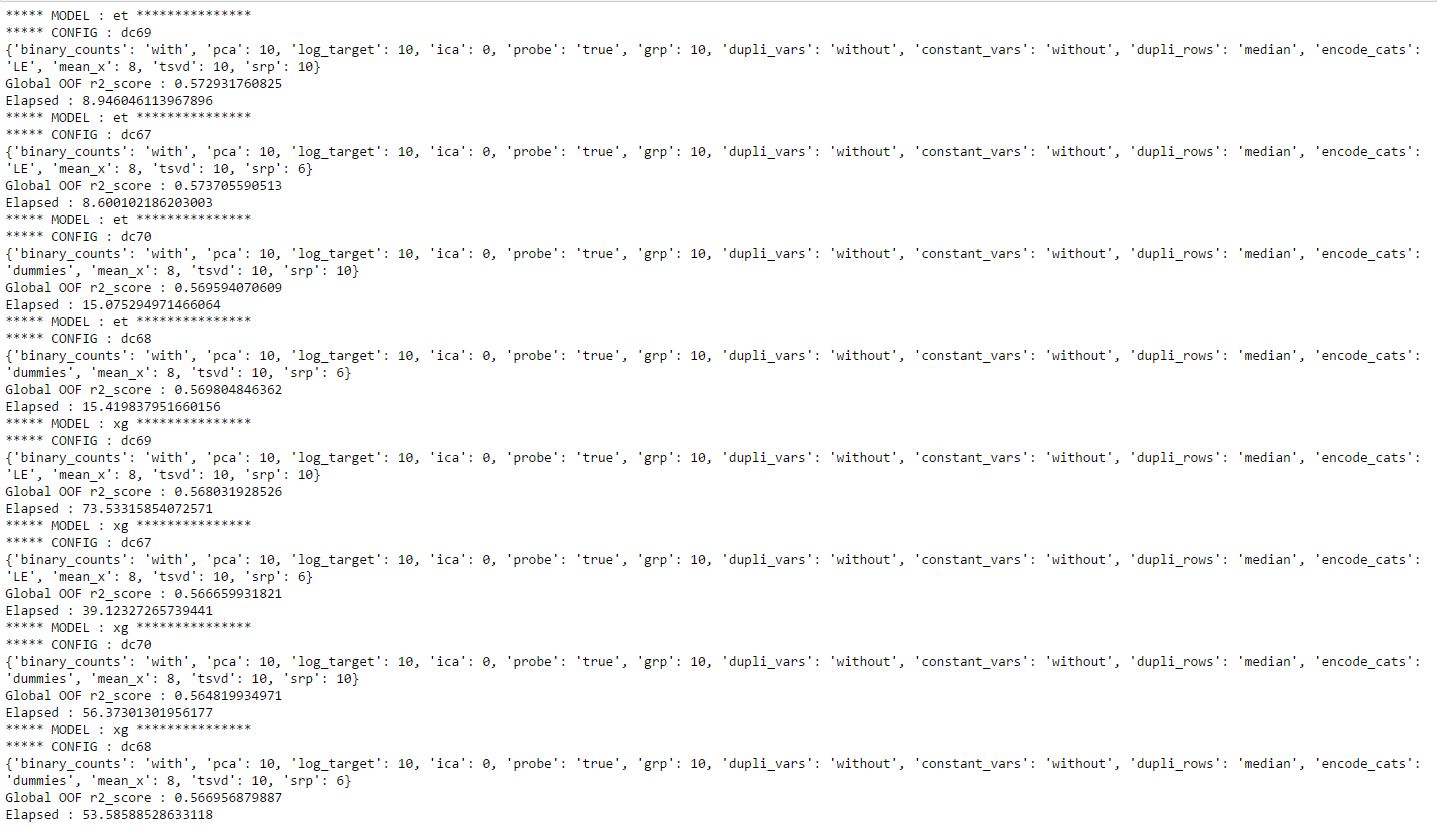 ***** MODEL : et ***************
***** CONFIG : dc69
{'binary_counts': 'with', 'pca': 10, 'log_target': 10, 'ica': 0, 'probe': 'true', 'grp': 10, 'dupli_vars': 'without', 'constant_vars': 'without', 'dupli_rows': 'median', 'encode_cats':
'LE', 'mean_x': 8, 'tsvd': 10, 'srp': 10}
Global OOF r2_score : 0.572931760825
Elapsed : 8.946046113967896
***** MODEL : et ***************
***** CONFIG : dc67
{'binary_counts': 'with', 'pca': 10, 'log_target': 10, 'ica': 0, 'probe': 'true', 'grp': 10, 'dupli_vars': 'without', 'constant_vars': 'without', 'dupli_rows': 'median', 'encode_cats':
'LE', 'mean_x': 8, 'tsvd': 10, 'srp': 6}
Global OOF r2_score : 0.573705590513
Elapsed : 8.600102186203003
***** MODEL : et ***************
***** CONFIG : dc70
{'binary_counts': 'with', 'pca': 10, 'log_target': 10, 'ica': 0, 'probe': 'true', 'grp': 10, 'dupli_vars': 'without', 'constant_vars': 'without', 'dupli_rows': 'median', 'encode_cats':
'dummies', 'mean_x': 8, 'tsvd': 10, 'srp': 10}
Global OOF r2_score : 0.569594070609
Elapsed : 15.075294971466064
***** MODEL : et ***************
***** CONFIG : dc68
{'binary_counts': 'with', 'pca': 10, 'log_target': 10, 'ica': 0, 'probe': 'true', 'grp': 10, 'dupli_vars': 'without', 'constant_vars': 'without', 'dupli_rows': 'median', 'encode_cats':
'dummies', 'mean_x': 8, 'tsvd': 10, 'srp': 6}
Global OOF r2_score : 0.569804846362
Elapsed : 15.419837951660156
***** MODEL : xg ***************
***** CONFIG : dc69
{'binary_counts': 'with', 'pca': 10, 'log_target': 10, 'ica': 0, 'probe': 'true', 'grp': 10, 'dupli_vars': 'without', 'constant_vars': 'without', 'dupli_rows': 'median', 'encode_cats':
'LE', 'mean_x': 8, 'tsvd': 10, 'srp': 10}
Global OOF r2_score : 0.568031928526
Elapsed : 73.53315854072571
***** MODEL : xg ***************
***** CONFIG : dc67
{'binary_counts': 'with', 'pca': 10, 'log_target': 10, 'ica': 0, 'probe': 'true', 'grp': 10, 'dupli_vars': 'without', 'constant_vars': 'without', 'dupli_rows': 'median', 'encode_cats':
'LE', 'mean_x': 8, 'tsvd': 10, 'srp': 6}
Global OOF r2_score : 0.566659931821
Elapsed : 39.12327265739441
***** MODEL : xg ***************
***** CONFIG : dc70
{'binary_counts': 'with', 'pca': 10, 'log_target': 10, 'ica': 0, 'probe': 'true', 'grp': 10, 'dupli_vars': 'without', 'constant_vars': 'without', 'dupli_rows': 'median', 'encode_cats':
'dummies', 'mean_x': 8, 'tsvd': 10, 'srp': 10}
Global OOF r2_score : 0.564819934971
Elapsed : 56.37301301956177
***** MODEL : xg ***************
***** CONFIG : dc68
{'binary_counts': 'with', 'pca': 10, 'log_target': 10, 'ica': 0, 'probe': 'true', 'grp': 10, 'dupli_vars': 'without', 'constant_vars': 'without', 'dupli_rows': 'median', 'encode_cats':
'dummies', 'mean_x': 8, 'tsvd': 10, 'srp': 6}
Global OOF r2_score : 0.566956879887
Elapsed : 53.58588528633118